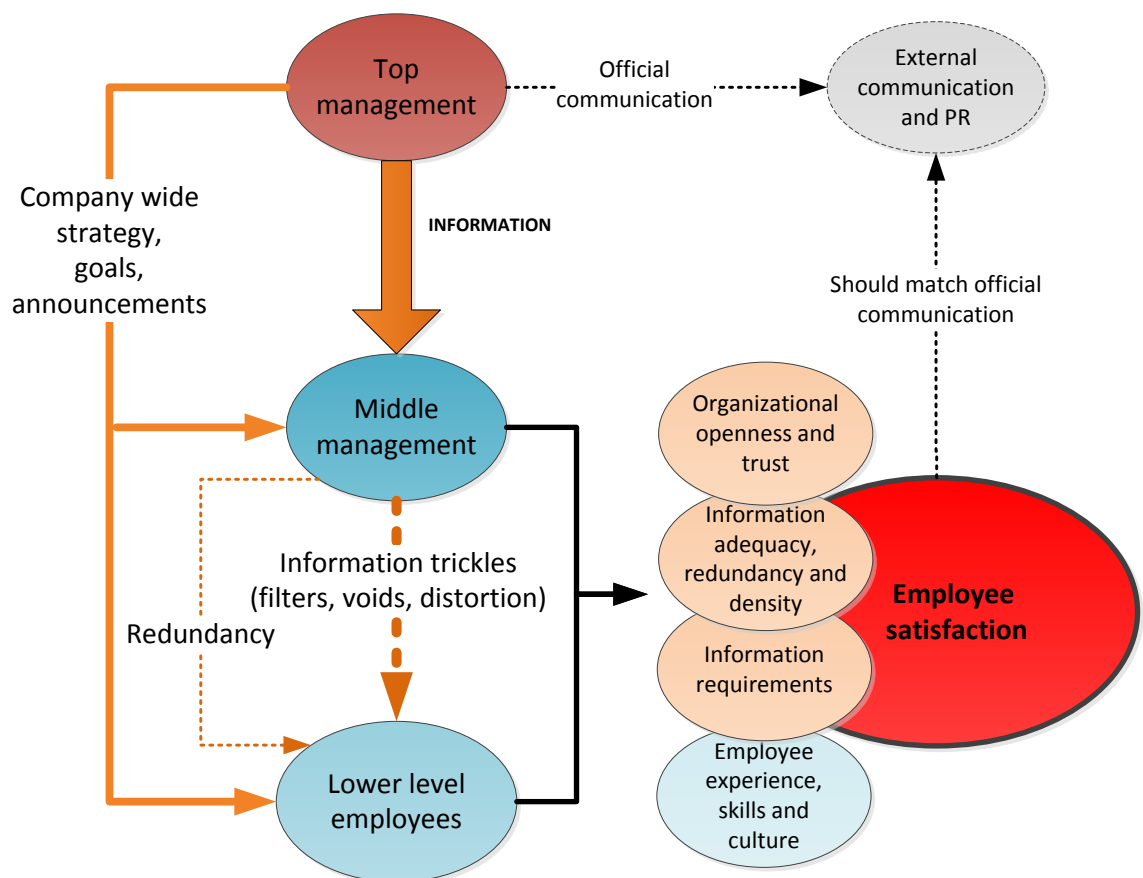 Top
management
Official
communication
External
communication
and PR
Company wide
strategy,
goals,
announcements
INFORMATION
Should match official
communication
Middle
management
Organizational
openness and
trust
Information trickles
(filters, voids, distortion)
Redundancy
Information
adequacy,
redundancy and
density
Employee
satisfaction
Information
requirements
Lower level
employees
Employee
experience,
skills and
culture